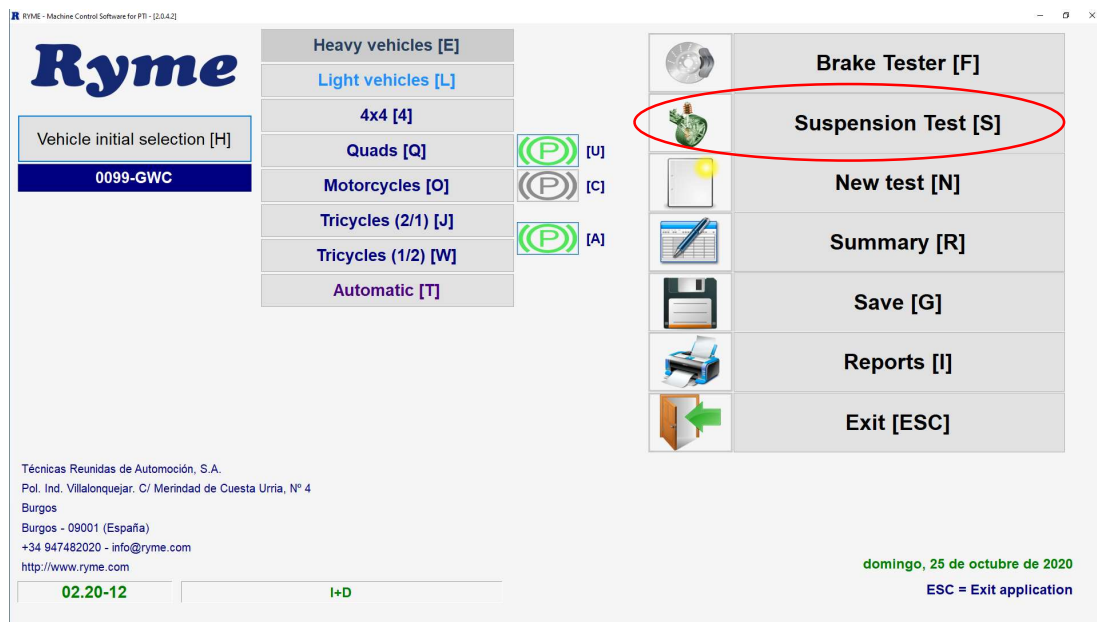 RYME - Machine Control Software for PTI - [2.0.4.2]
Ryme
Vehicle initial selection [H]
0099-GWC
Heavy vehicles [E]
Light vehicles [L]
4x4 [4]
Quads [Q]
Motorcycles [O]
Tricycles (2/1) [J]
Tricycles (1/2) [W]
Automatic [T]
(P) [U]
(P) [C]
(P) [A]
Brake Tester [F]
Suspension Test [S]
New test [N]
Summary [R]
Save [G]
Reports [I]
Exit [ESC]
Técnicas Reunidas de Automoción, S.A.
Pol. Ind. Villalonquejar. C/ Merindad de Cuesta Urria, Nº 4
Burgos
Burgos - 09001 (España)
+34 947482020 - info@ryme.com
http://www.ryme.com
02.20-12
I+D
domingo, 25 de octubre de 2020
ESC = Exit application